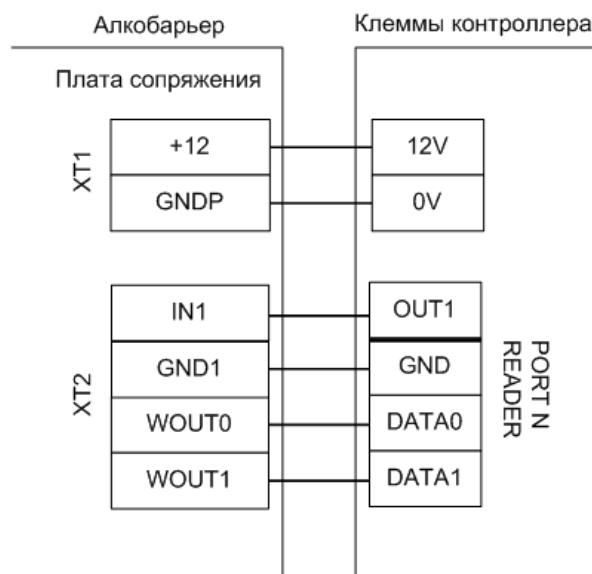 Алкобарьер
Клеммы контроллера
Плата сопряжения
XT1
+12
12V
GNDP
0V
XT2
IN1
OUT1
GND1
GND
WOUT0
DATA0
WOUT1
DATA1
PORT N
READER